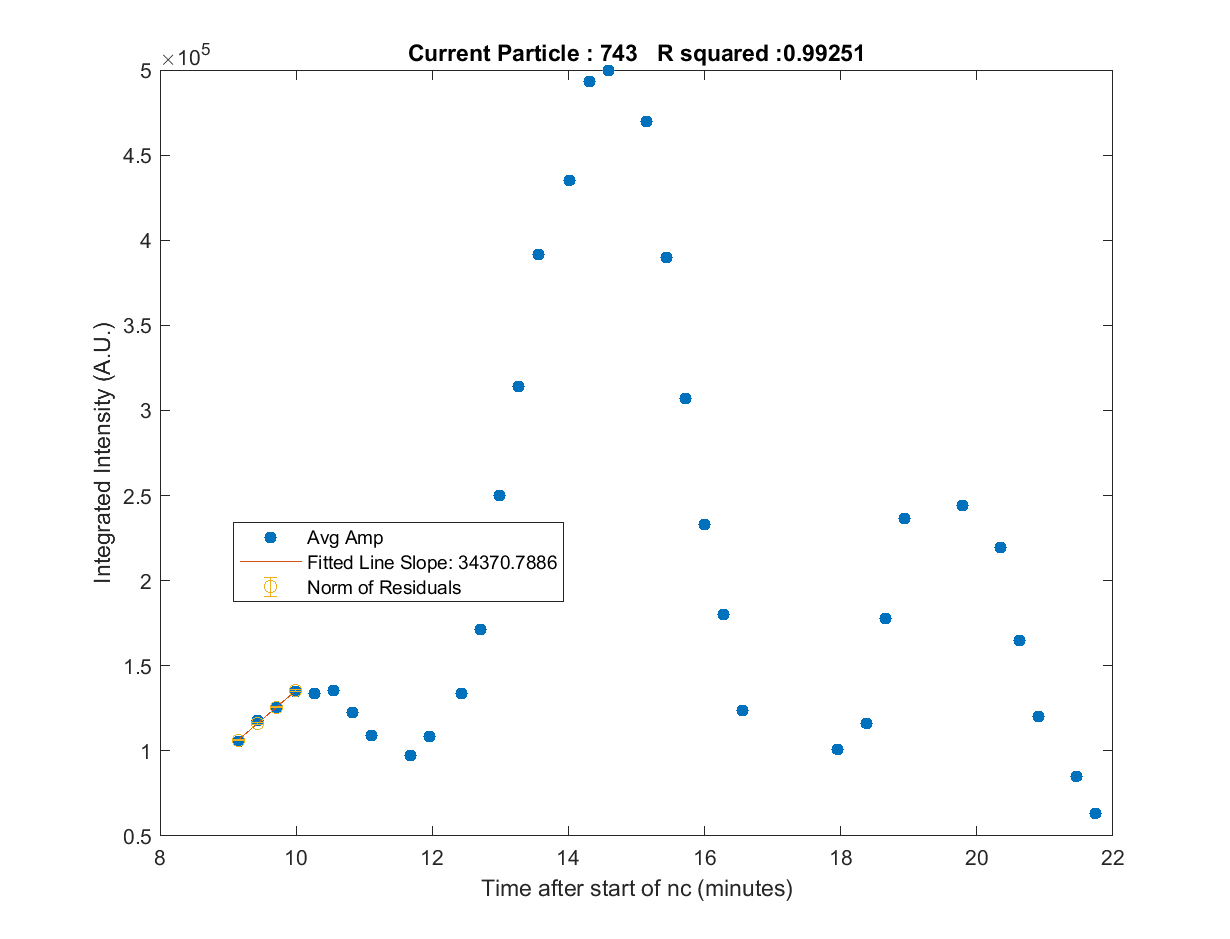 Current Particle : 743   R squared :0.99251
×10^5
5
4.5
4
3.5
3
2.5
2
1.5
1
0.5
Integrated Intensity (A.U.)
Avg Amp
Fitted Line Slope: 34370.7886
Norm of Residuals
8 10 12 14 16 18 20 22
Time after start of nc (minutes)